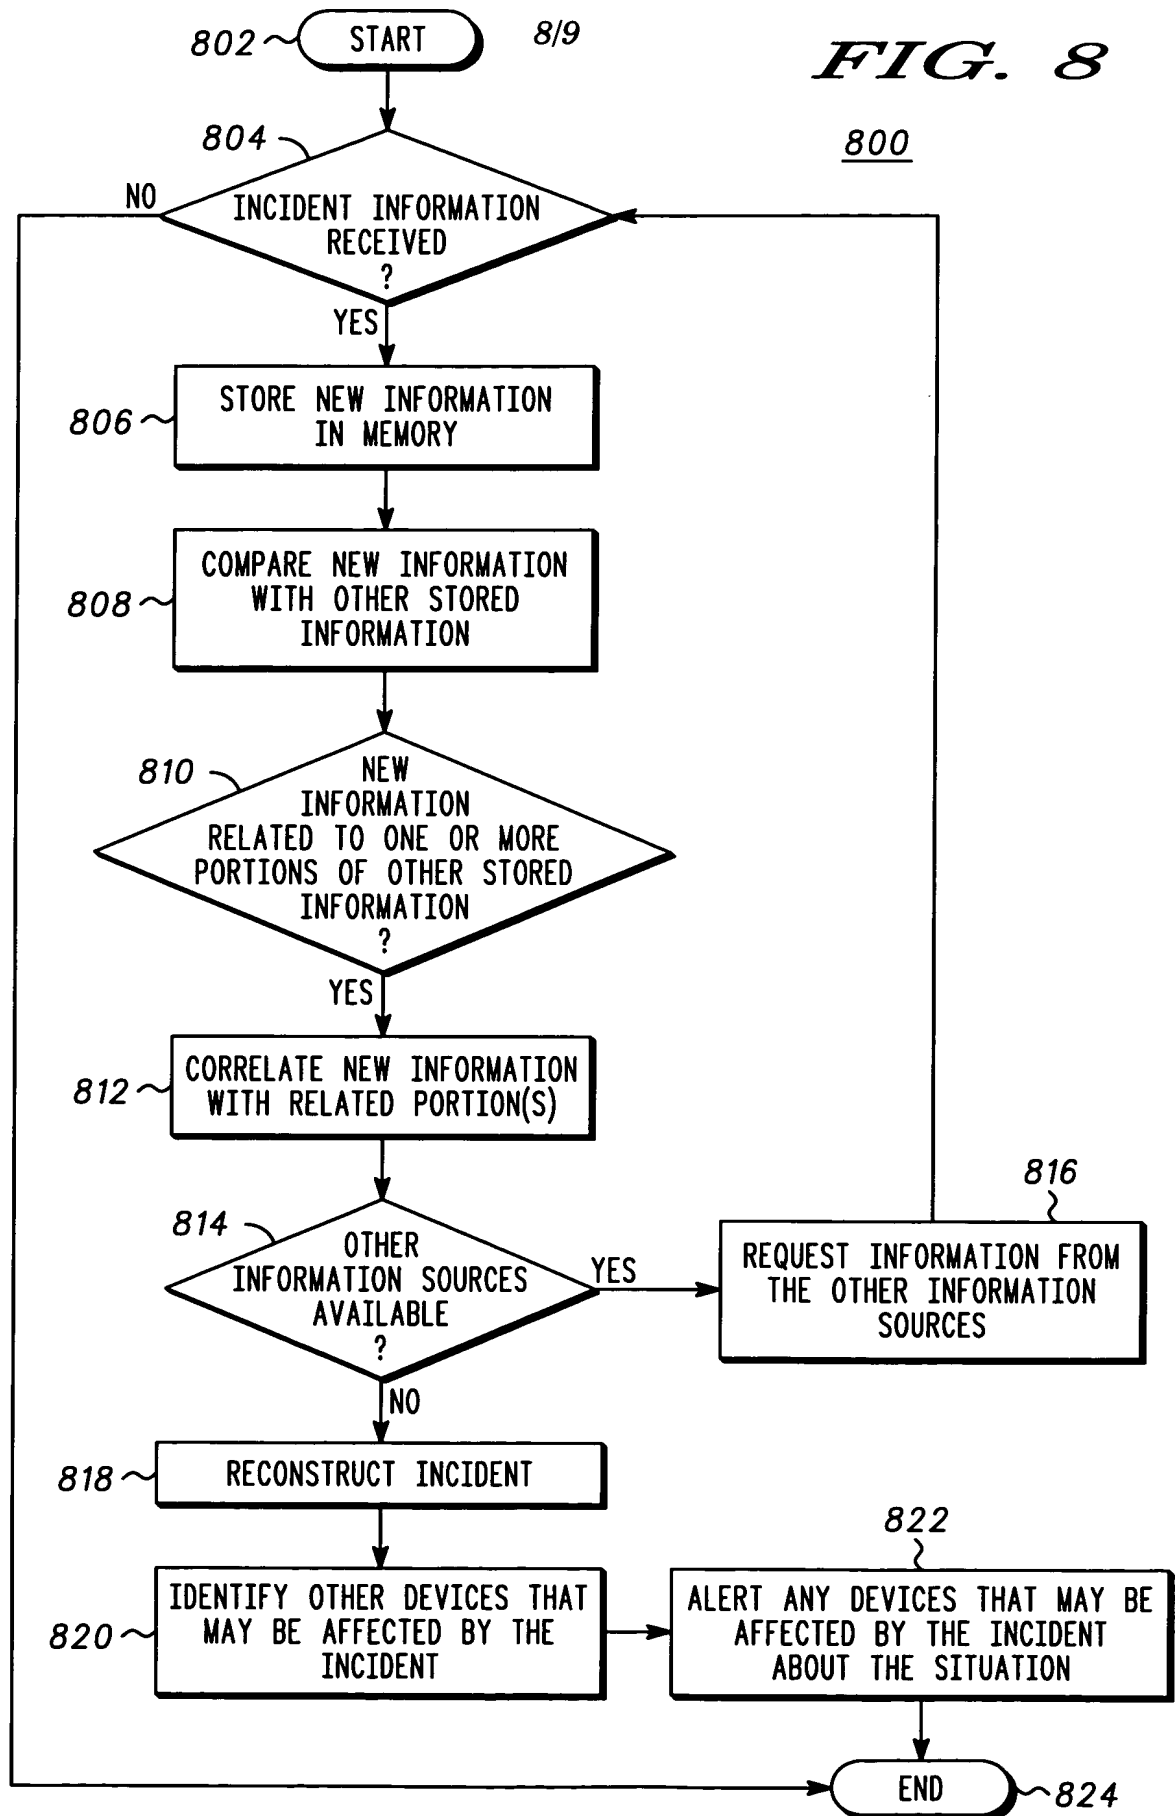 8/9
FIG. 8
800
802
START
804
NO
INCIDENT INFORMATION
RECEIVED
?
YES
806
STORE NEW INFORMATION
IN MEMORY
808
COMPARE NEW INFORMATION
WITH OTHER STORED
INFORMATION
810
NEW
INFORMATION
RELATED TO ONE OR MORE
PORTIONS OF OTHER STORED
INFORMATION
?
YES
812
CORRELATE NEW INFORMATION
WITH RELATED PORTION(S)
814
OTHER
INFORMATION SOURCES
AVAILABLE
?
YES
816
REQUEST INFORMATION FROM
THE OTHER INFORMATION
SOURCES
NO
818
RECONSTRUCT INCIDENT
820
IDENTIFY OTHER DEVICES THAT
MAY BE AFFECTED BY THE
INCIDENT
822
ALERT ANY DEVICES THAT MAY BE
AFFECTED BY THE INCIDENT
ABOUT THE SITUATION
END
824